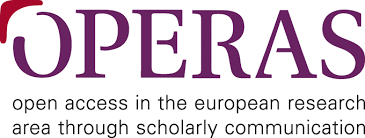 OPERAS
open access in the european research
area through scholarly communication